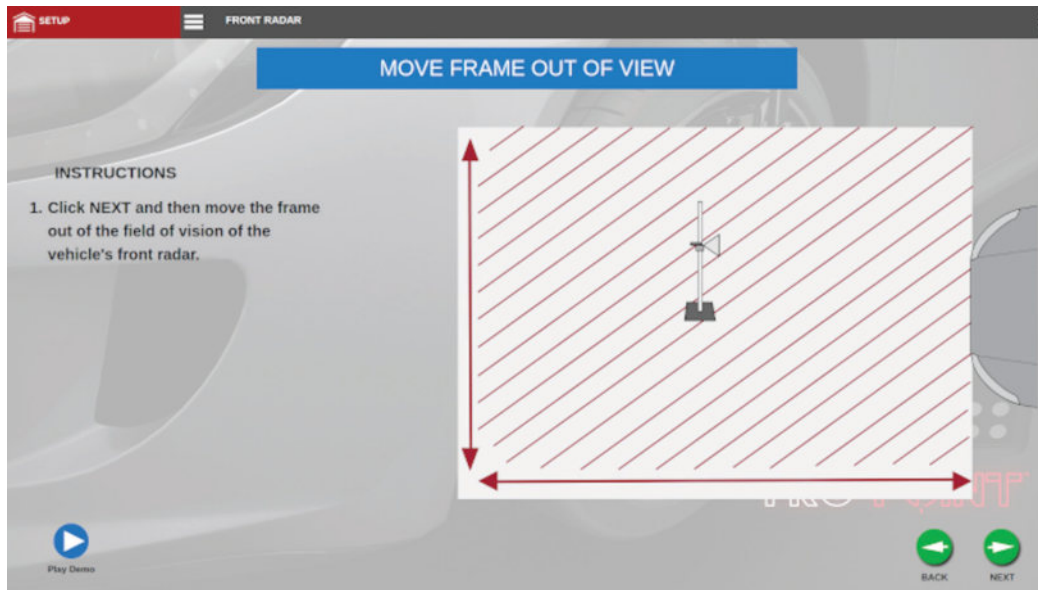 SETUP
FRONT RADAR
MOVE FRAME OUT OF VIEW
INSTRUCTIONS
1. Click NEXT and then move the frame
out of the field of vision of the
vehicle's front radar.
Play Demo
BACK
NEXT